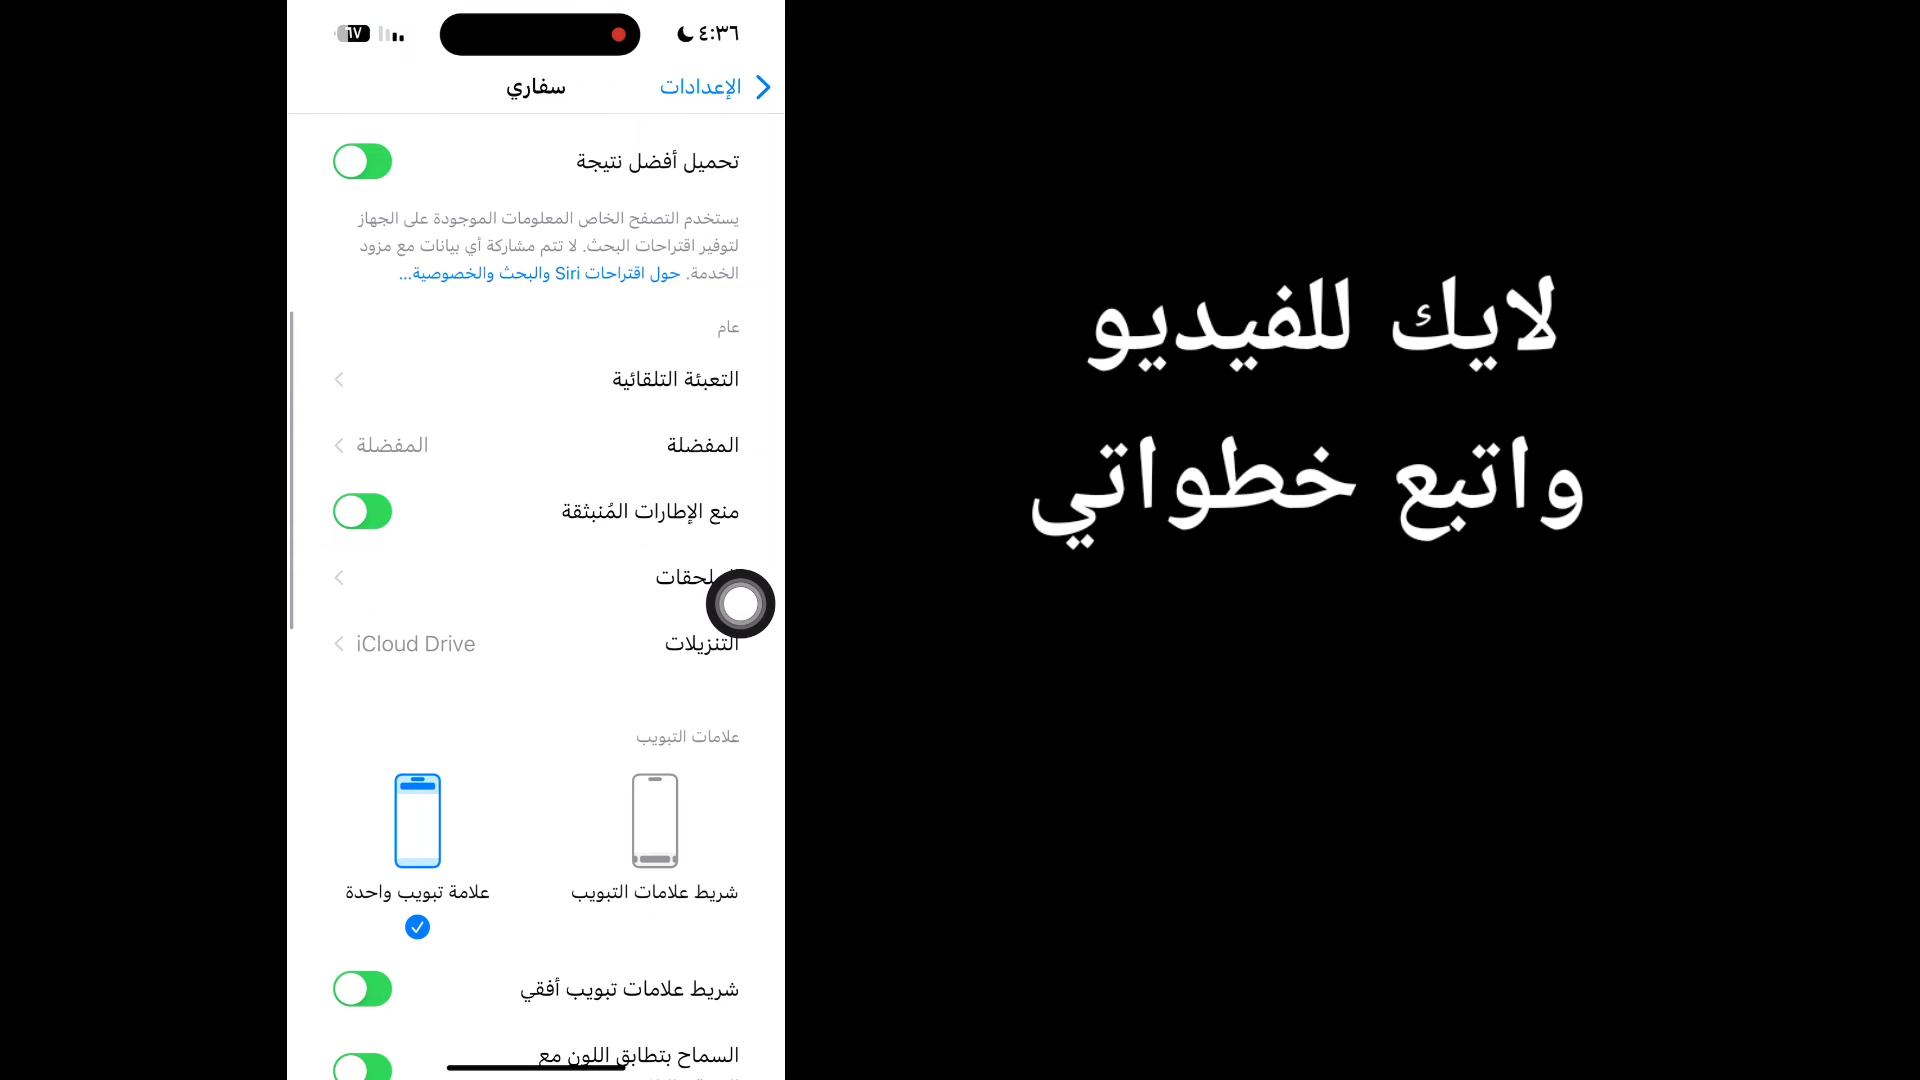 ٤:٣٦
٦٧
الإعدادات
سفاري
تحميل أفضل نتيجة
يستخدم التصفح الخاص المعلومات الموجودة على الجهاز
لتوفير اقتراحات البحث. لا تتم مشاركة أي بيانات مع مزود
الخدمة. حول اقتراحات Siri والبحث والخصوصية...
عام
التعبئة التلقائية
المفضلة المفضلة
منع الإطارات المُنبثقة
التنزيلات iCloud Drive
علامات التبويب
شريط علامات التبويب
علامة تبويب واحدة
شريط علامات تبويب أفقي
السماح بتطابق اللون مع
لايك للفيديو
واتبع خطواتي